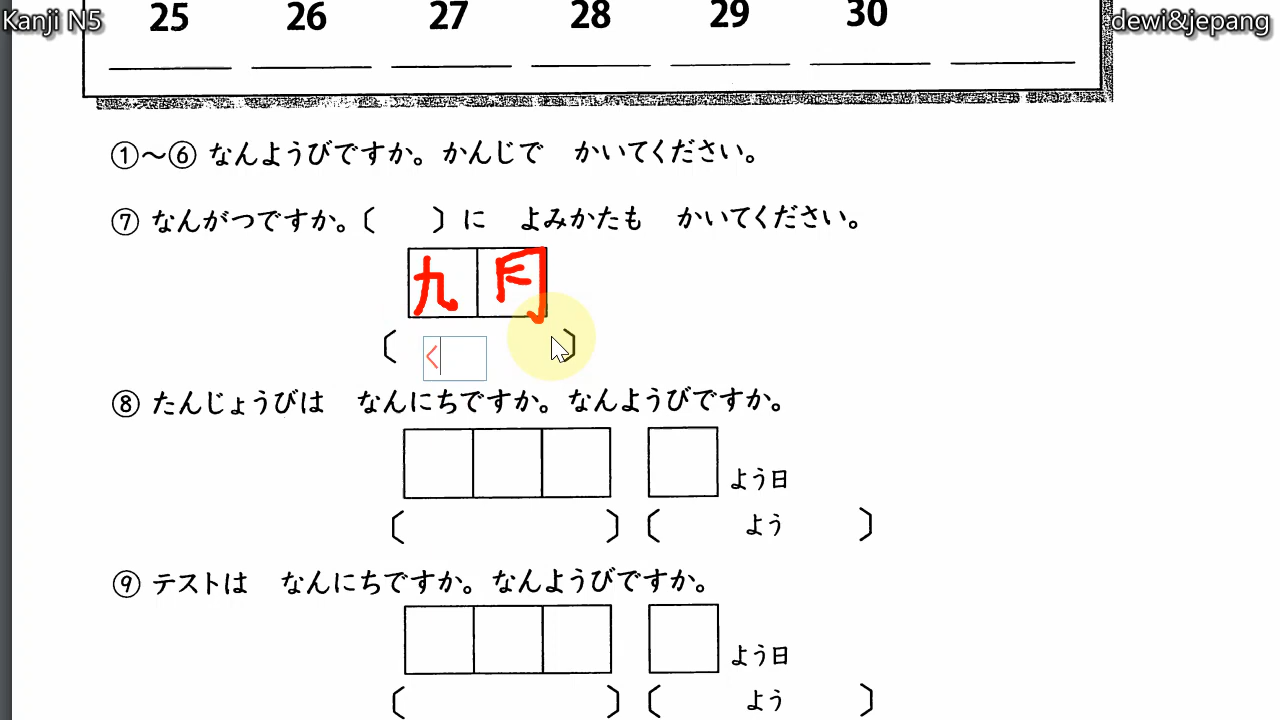 Kanji N5
dewi&jepang
25 26 27 28 29 30
①～⑥ なんようびですか。かんじで かいてください。
⑦ なんがつですか。〔 〕に よみかたも かいてください。
九月
〔 く 〕
⑧ たんじょうびは なんにちですか。なんようびですか。
よう日
〔 〕〔 よう 〕
⑨ テストは なんにちですか。なんようびですか。
よう日
〔 〕〔 よう 〕